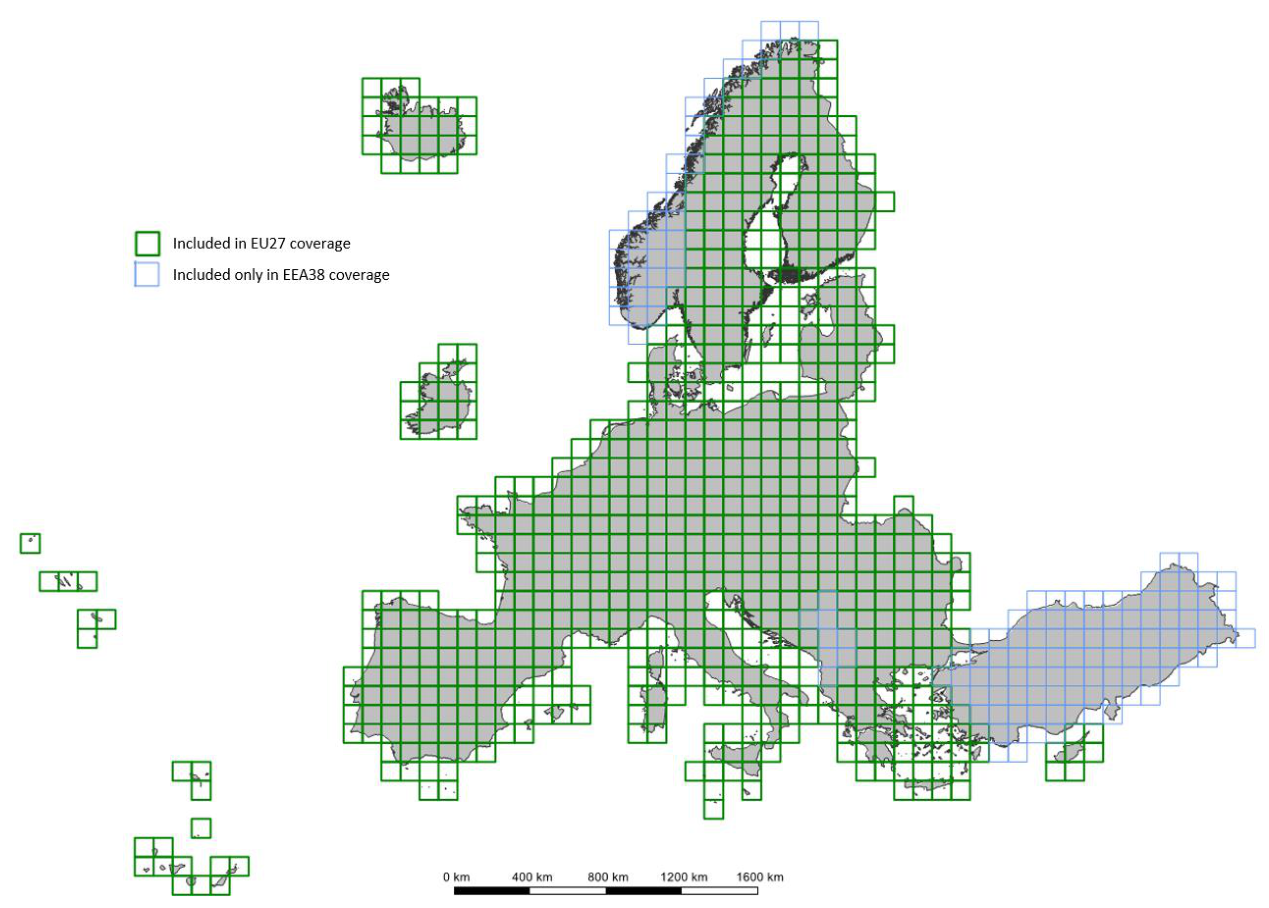 Included in EU27 coverage
Included only in EEA38 coverage
0 km 400 km 800 km 1200 km 1600 km